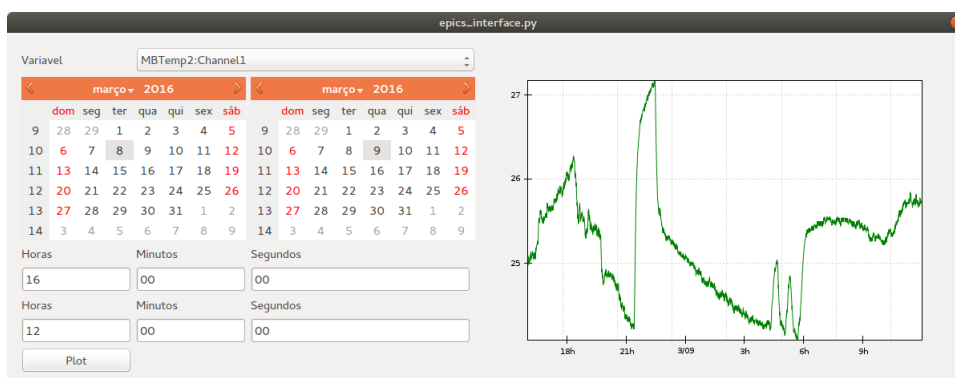 epics_interface.py
Variavel MBTemp2:Channel1
março 2016 março 2016
dom seg ter qua qui sex sáb dom seg ter qua qui sex sáb
9 28 29 1 2 3 4 5 9 28 29 1 2 3 4 5
10 6 7 8 9 10 11 12 10 6 7 8 9 10 11 12
11 13 14 15 16 17 18 19 11 13 14 15 16 17 18 19
12 20 21 22 23 24 25 26 12 20 21 22 23 24 25 26
13 27 28 29 30 31 1 2 13 27 28 29 30 31 1 2
14 3 4 5 6 7 8 9 14 3 4 5 6 7 8 9
Horas Minutos Segundos
16 00 00
Horas Minutos Segundos
12 00 00
Plot
27
26
25
18h 21h 3/09 3h 6h 9h